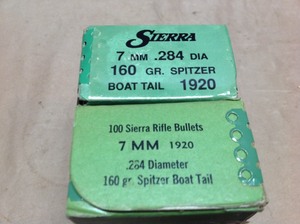 SIERRA
7 MM .284 DIA
160 GR. SPITZER
BOAT TAIL 1920
100 Sierra Rifle Bullets
7 MM 1920
.284 Diameter
160 gr. Spitzer Boat Tail